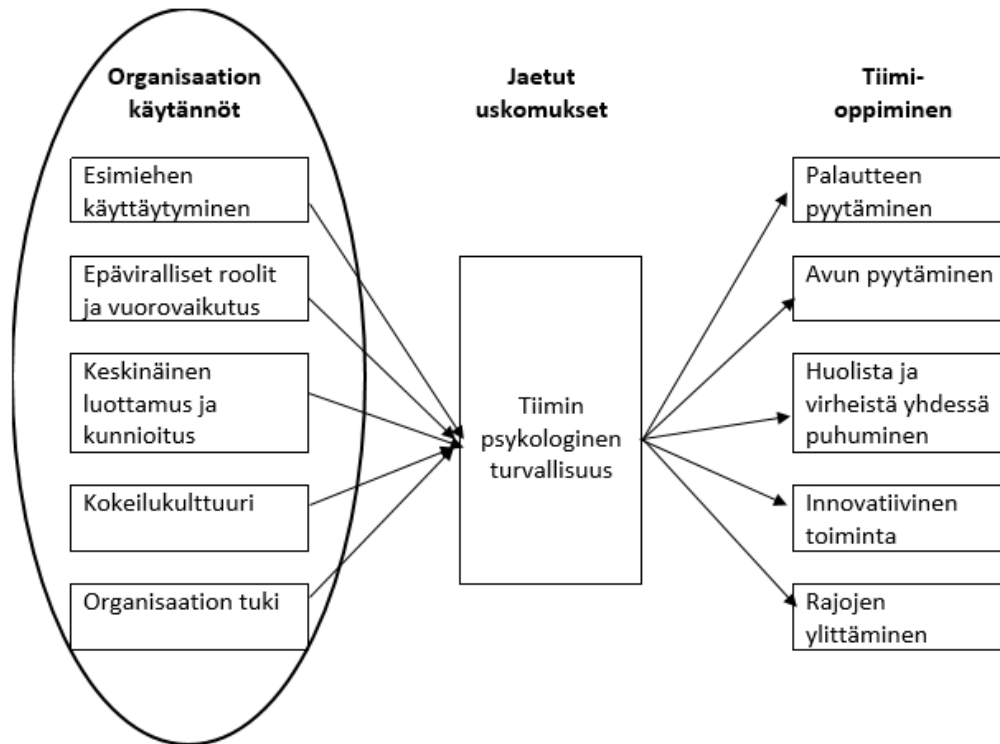 Organisaation
käytännöt
Esimiehen
käyttäytyminen
Epäviralliset roolit
ja vuorovaikutus
Keskinäinen
luottamus ja
kunnioitus
Kokeilukulttuuri
Organisaation tuki
Jaetut
uskomukset
Tiimin
psykologinen
turvallisuus
Tiimi-
oppiminen
Palautteen
pyytäminen
Avun pyytäminen
Huolista ja
virheistä yhdessä
puhuminen
Innovatiivinen
toiminta
Rajojen
ylittäminen